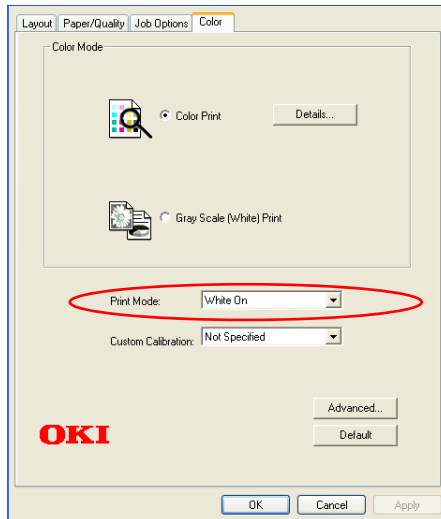 Layout Paper/Quality Job Options Color
Color Mode
Color Print Details...
Gray Scale (White) Print
Print Mode: White On
Custom Calibration: Not Specified
Advanced...
OKI Default
OK Cancel Apply